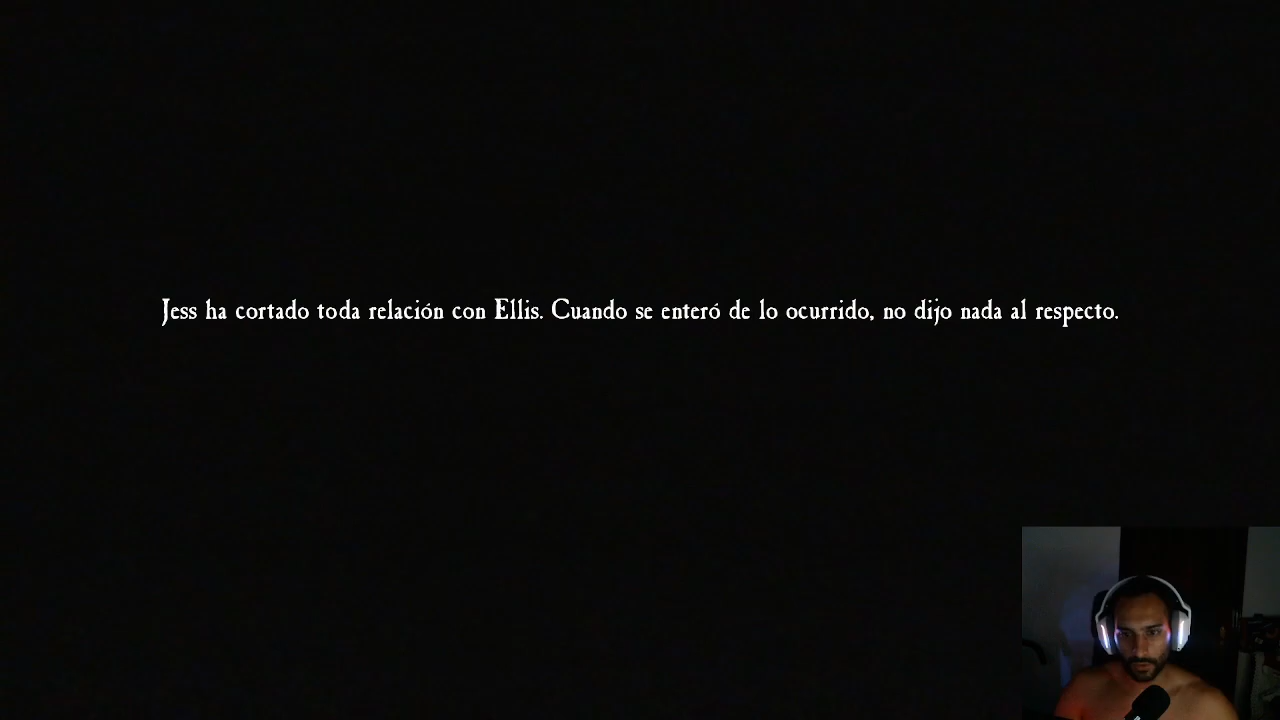 Jess ha cortado toda relación con Ellis. Cuando se enteró de lo ocurrido, no dijo nada al respecto.